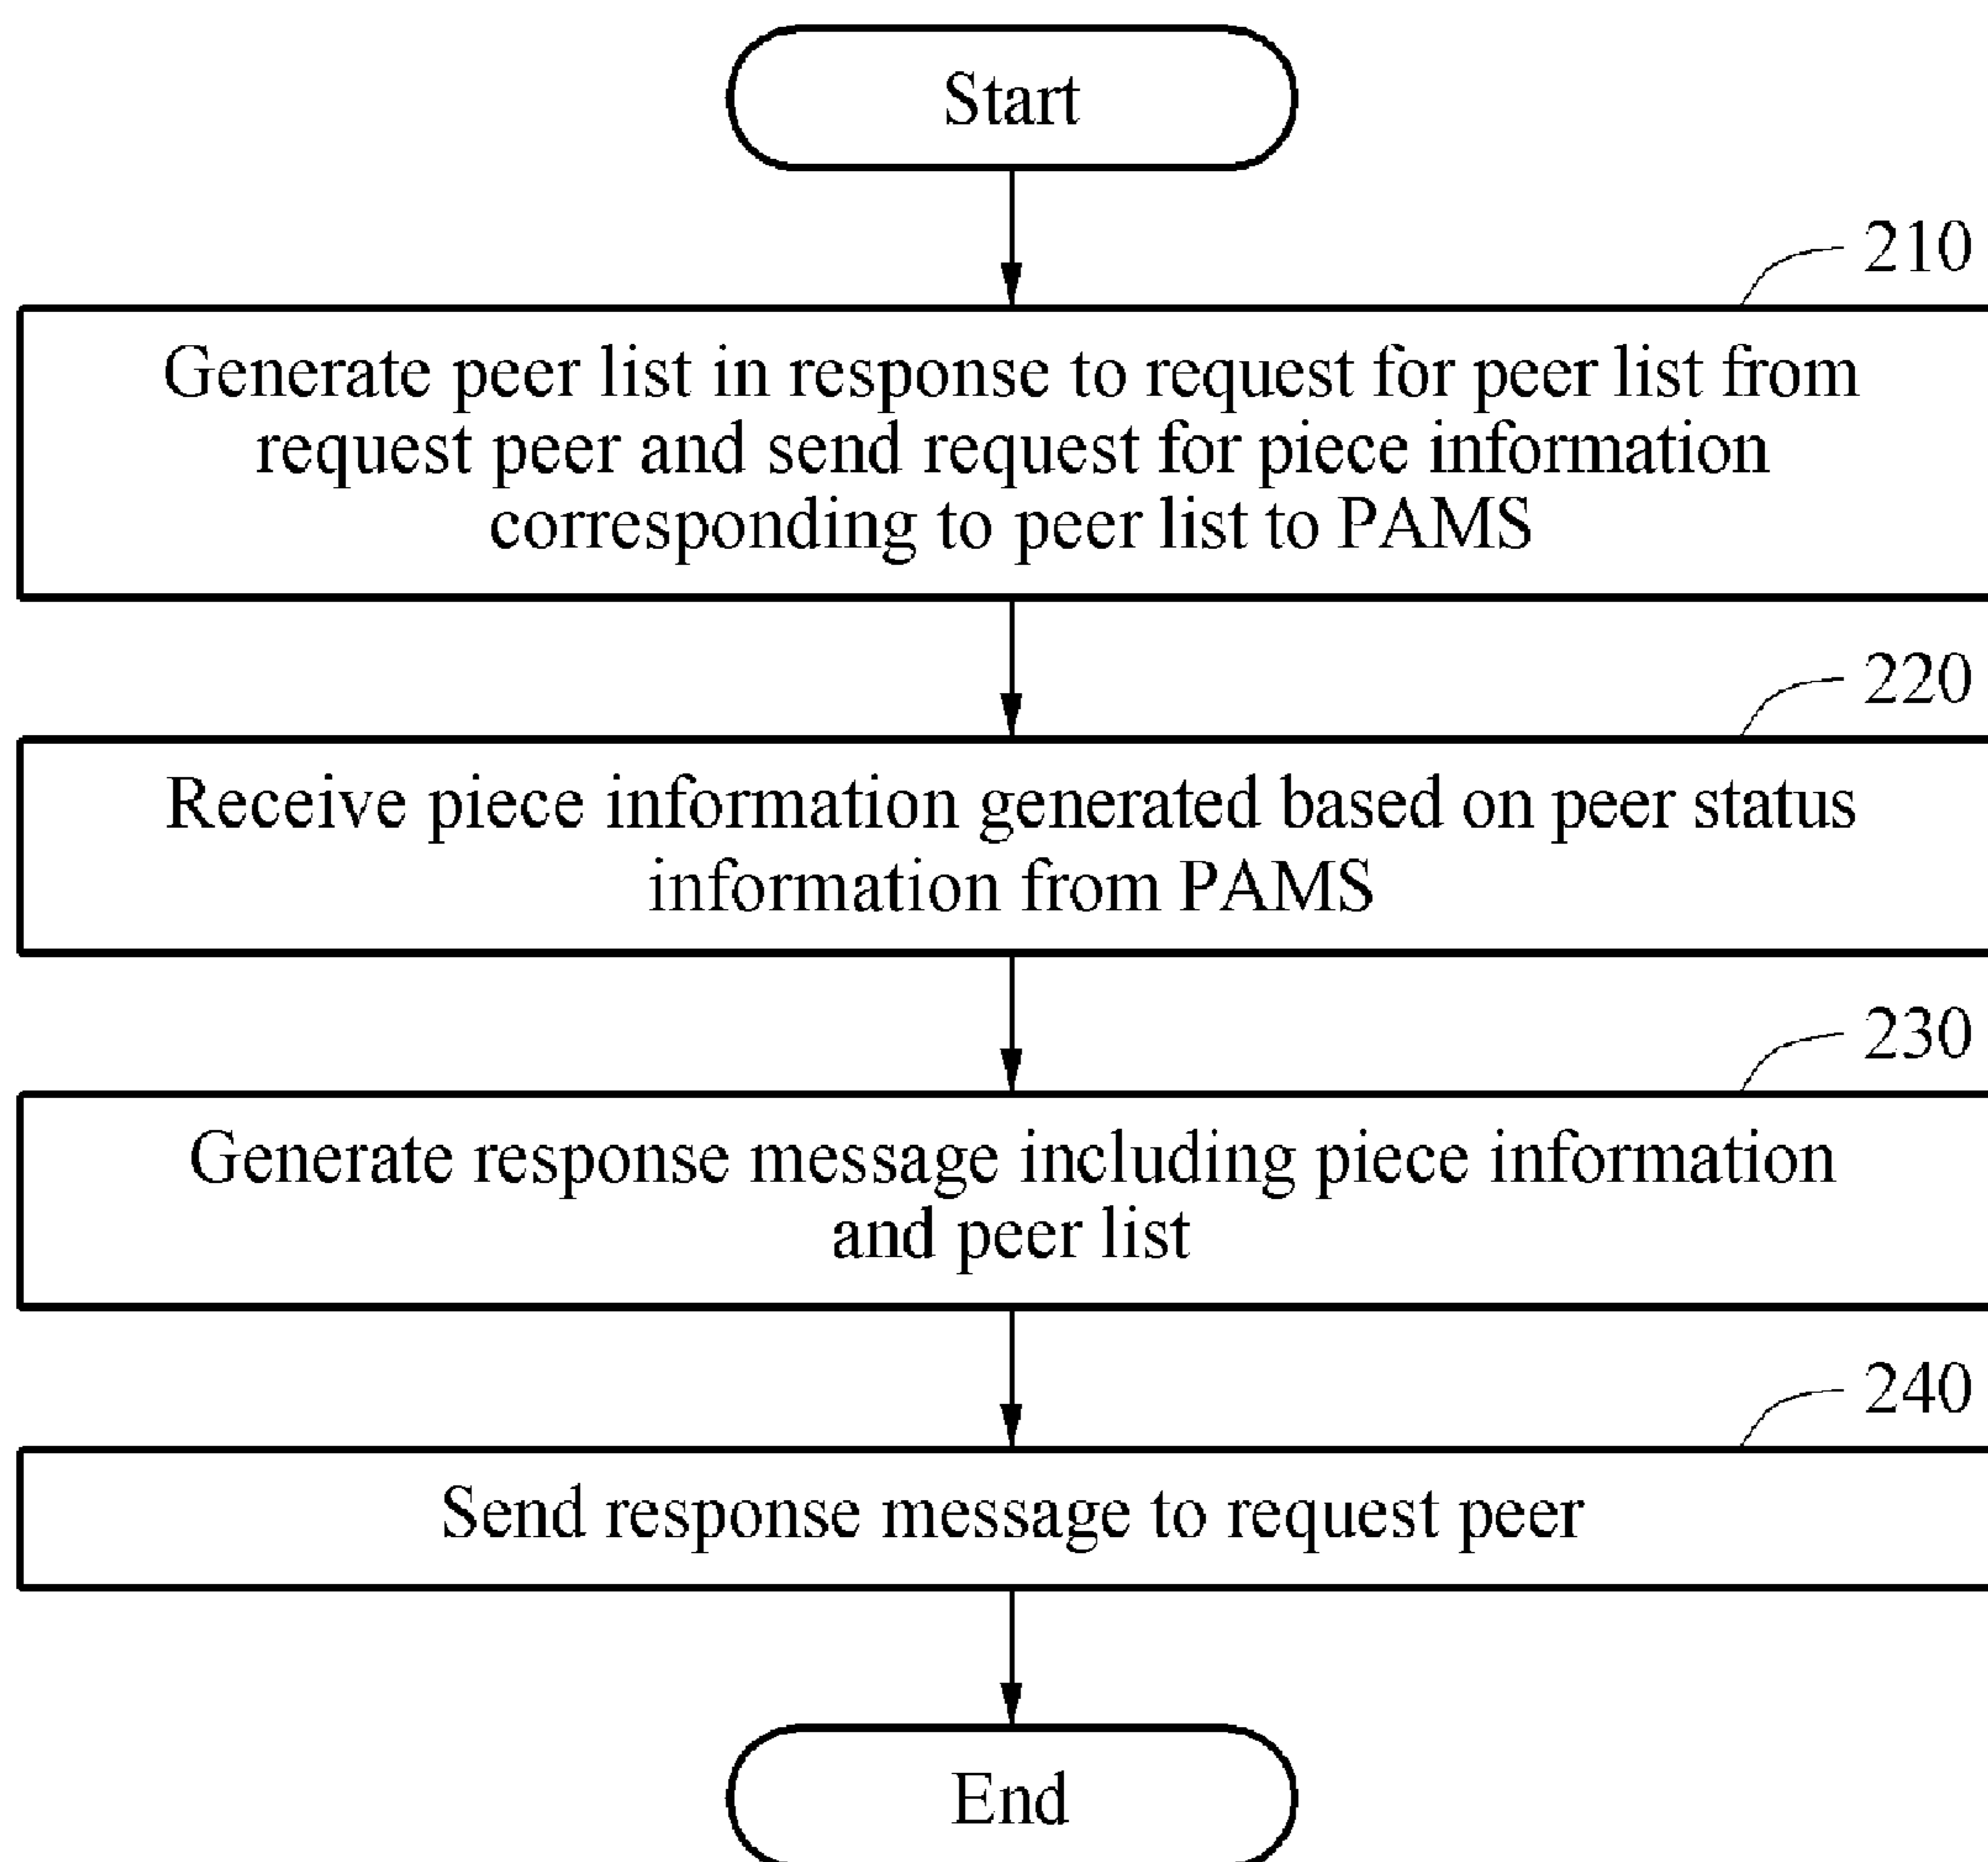 Start
210
Generate peer list in response to request for peer list from
request peer and send request for piece information
corresponding to peer list to PAMS
220
Receive piece information generated based on peer status
information from PAMS
230
Generate response message including piece information
and peer list
240
Send response message to request peer
End